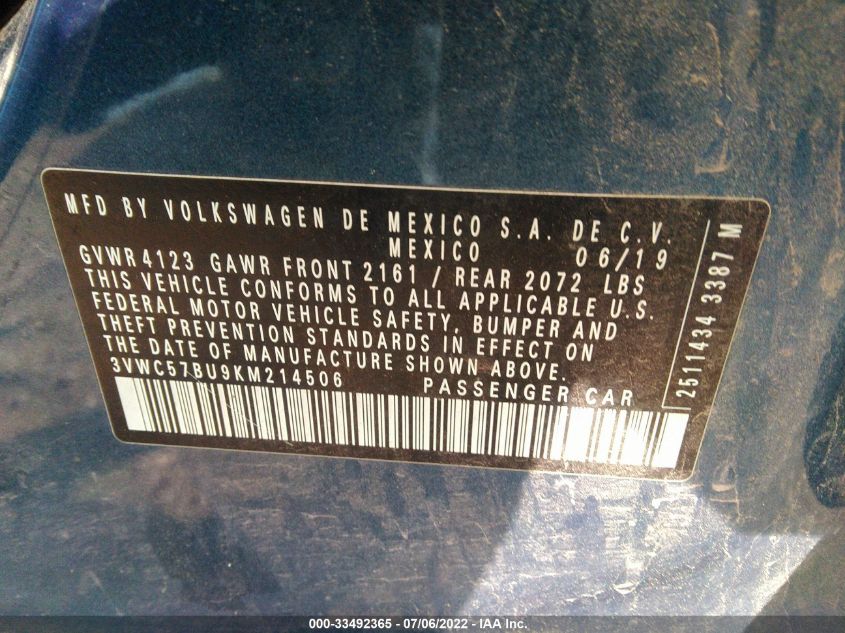 MFD BY VOLKSWAGEN DE MEXICO S.A. DE C.V.
MEXICO 06/19
GVWR 4123 GAWR FRONT 2161 / REAR 2072 LBS
THIS VEHICLE CONFORMS TO ALL APPLICABLE U.S.
FEDERAL MOTOR VEHICLE SAFETY, BUMPER AND
THEFT PREVENTION STANDARDS IN EFFECT ON
THE DATE OF MANUFACTURE SHOWN ABOVE.
3VWC57BU9KM214506 PASSENGER CAR
2511434 3387 M
000-33492365 - 07/06/2022 - IAA Inc.